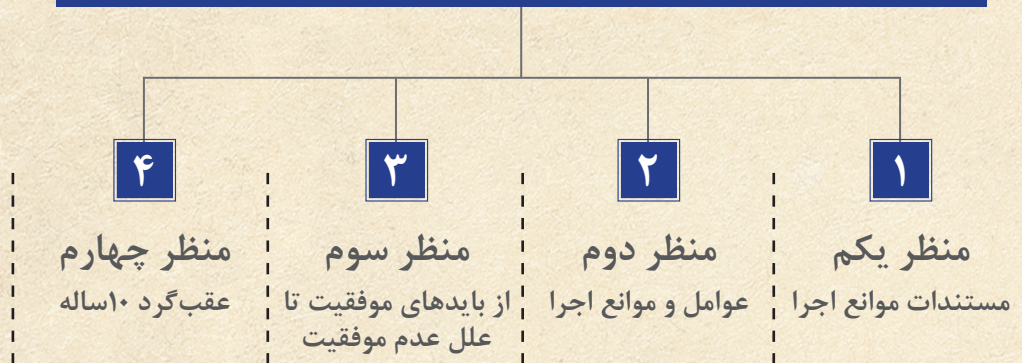 ۱
منظر یکم
مستندات موانع اجرا
۲
منظر دوم
عوامل و موانع اجرا
۳
منظر سوم
از بایدهای موفقیت تا
علل عدم موفقیت
۴
منظر چهارم
عقب‌گرد ۱۰ساله